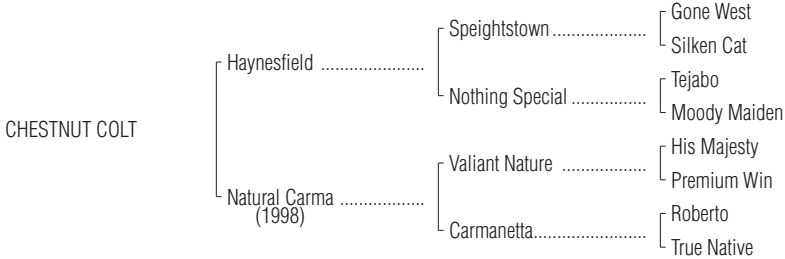 Gone West
Speightstown ....................
Silken Cat
Haynesfield ......................
Tejabo
Nothing Special ................
Moody Maiden
CHESTNUT COLT
His Majesty
Valiant Nature ..................
Premium Win
Natural Carma ..................
(1998)
Roberto
Carmanetta........................
True Native